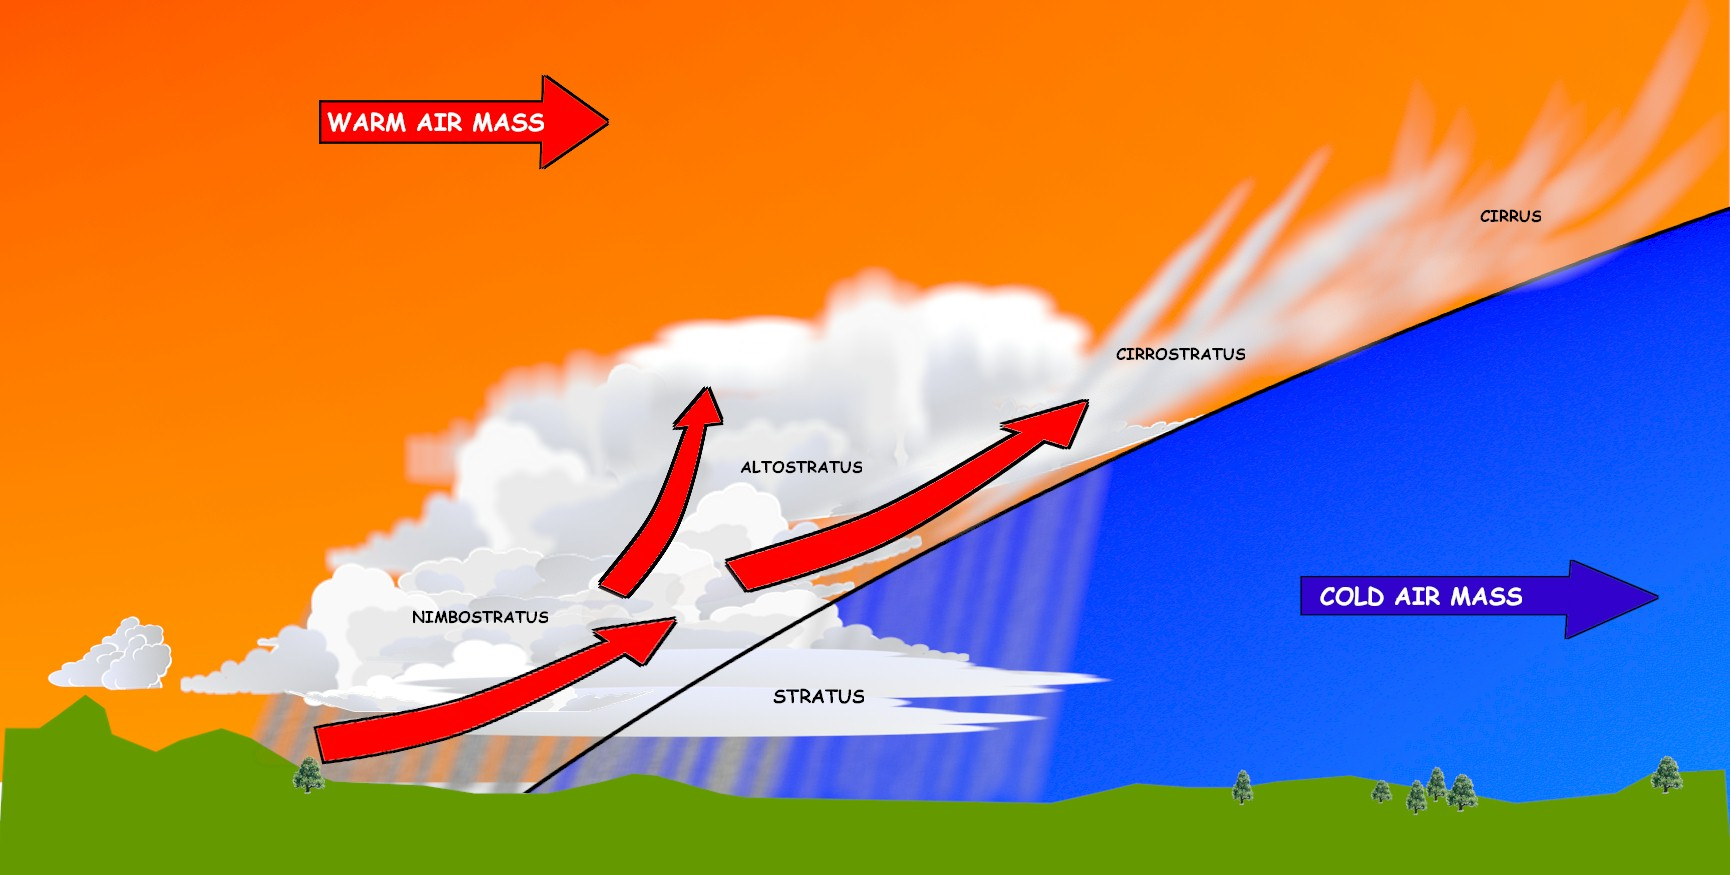 WARM AIR MASS
CIRRUS
CIRROSTRATUS
ALTOSTRATUS
COLD AIR MASS
NIMBOSTRATUS
STRATUS